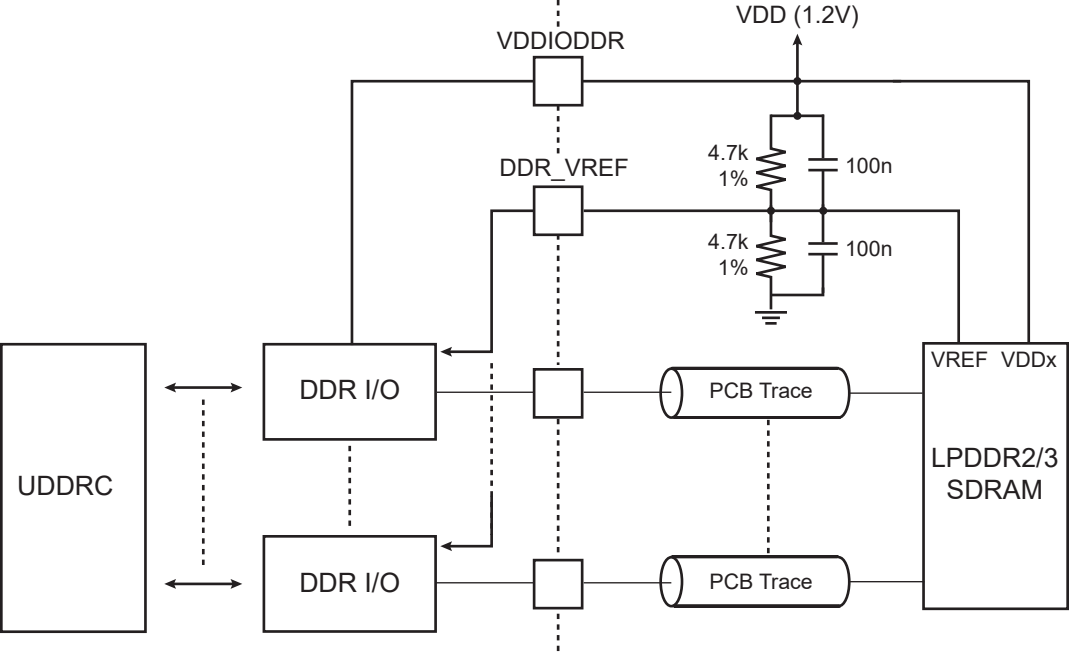 VDD (1.2V)
VDDIODDR
DDR_VREF
4.7k
1%
100n
4.7k
1%
100n
VREF VDDx
DDR I/O
PCB Trace
LPDDR2/3
SDRAM
UDDRC
DDR I/O
PCB Trace